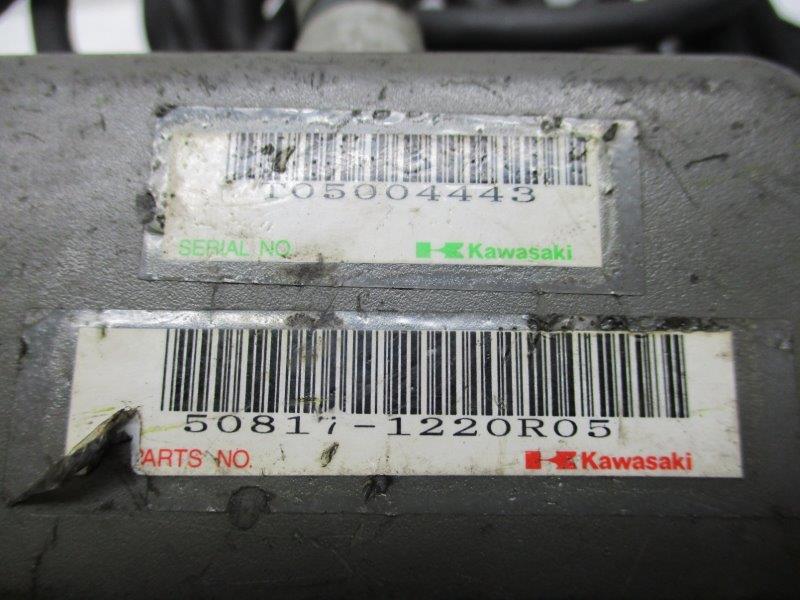 T05004443
SERIAL NO. Kawasaki
50817-1220R05
PARTS NO. Kawasaki